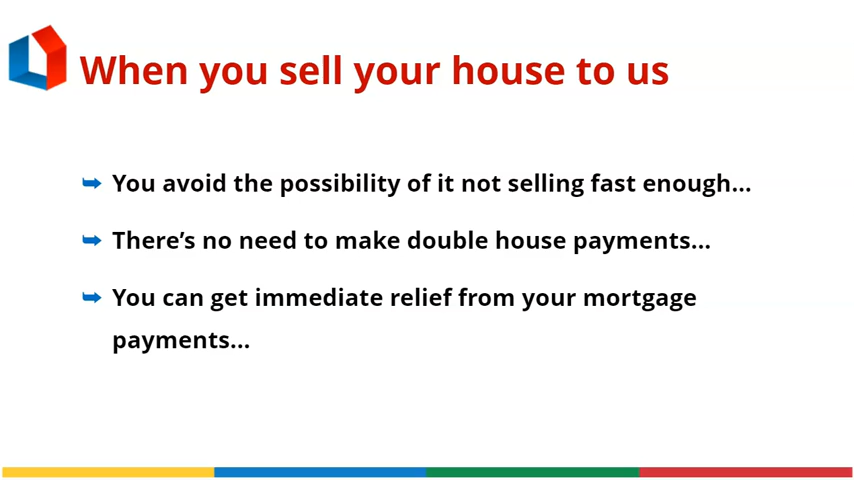 When you sell your house to us
You avoid the possibility of it not selling fast enough...
There's no need to make double house payments...
You can get immediate relief from your mortgage
payments...